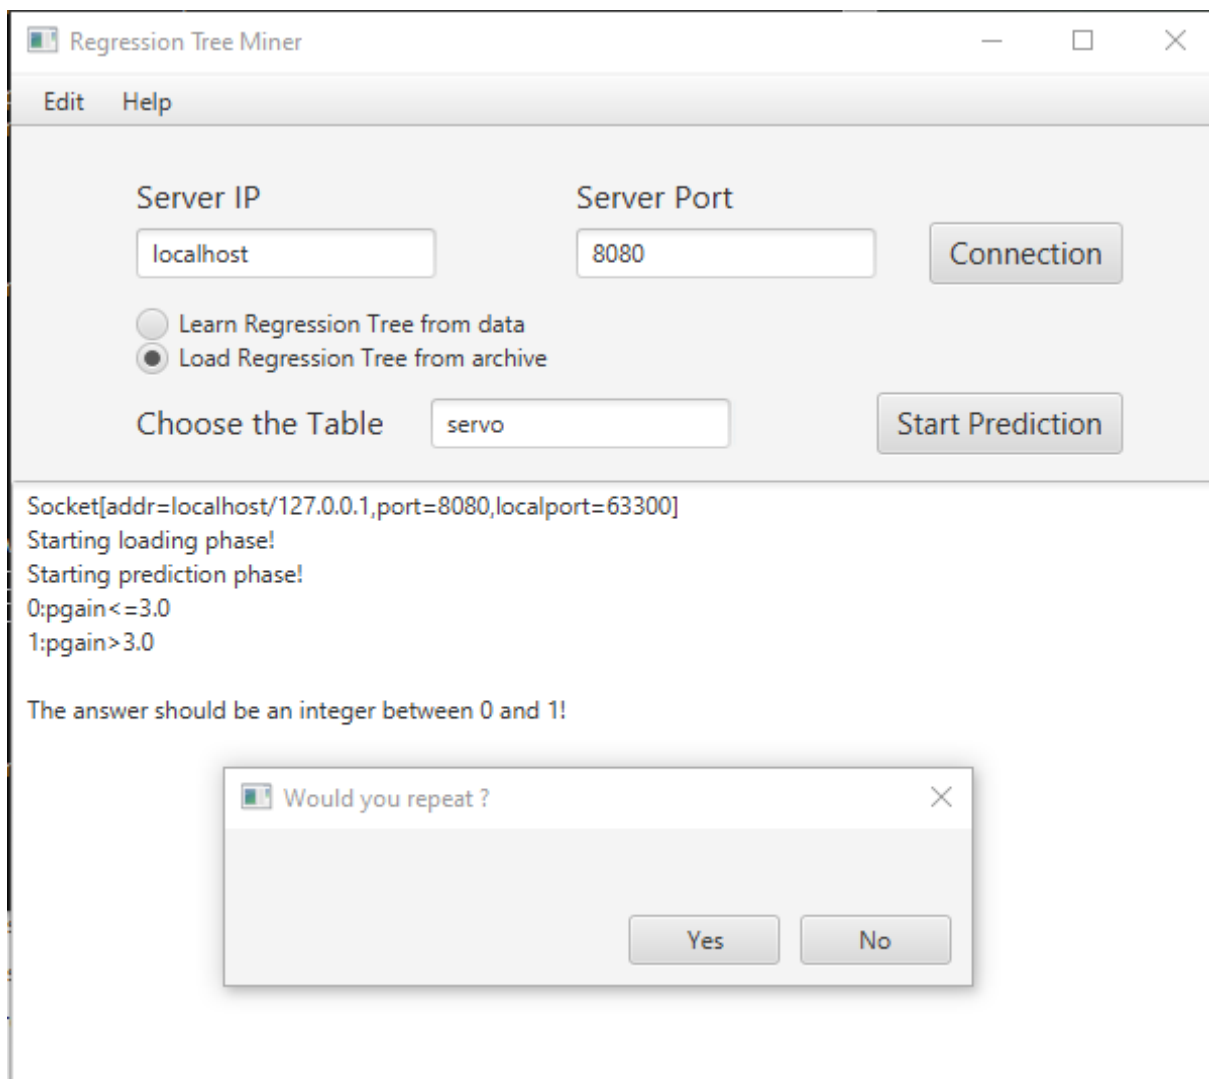 Regression Tree Miner
Edit Help
Server IP Server Port
localhost 8080 Connection
Learn Regression Tree from data
Load Regression Tree from archive
Choose the Table servo Start Prediction
Socket[addr=localhost/127.0.0.1,port=8080,localport=63300]
Starting loading phase!
Starting prediction phase!
0:pgain<=3.0
1:pgain>3.0
The answer should be an integer between 0 and 1!
Would you repeat ?
Yes No